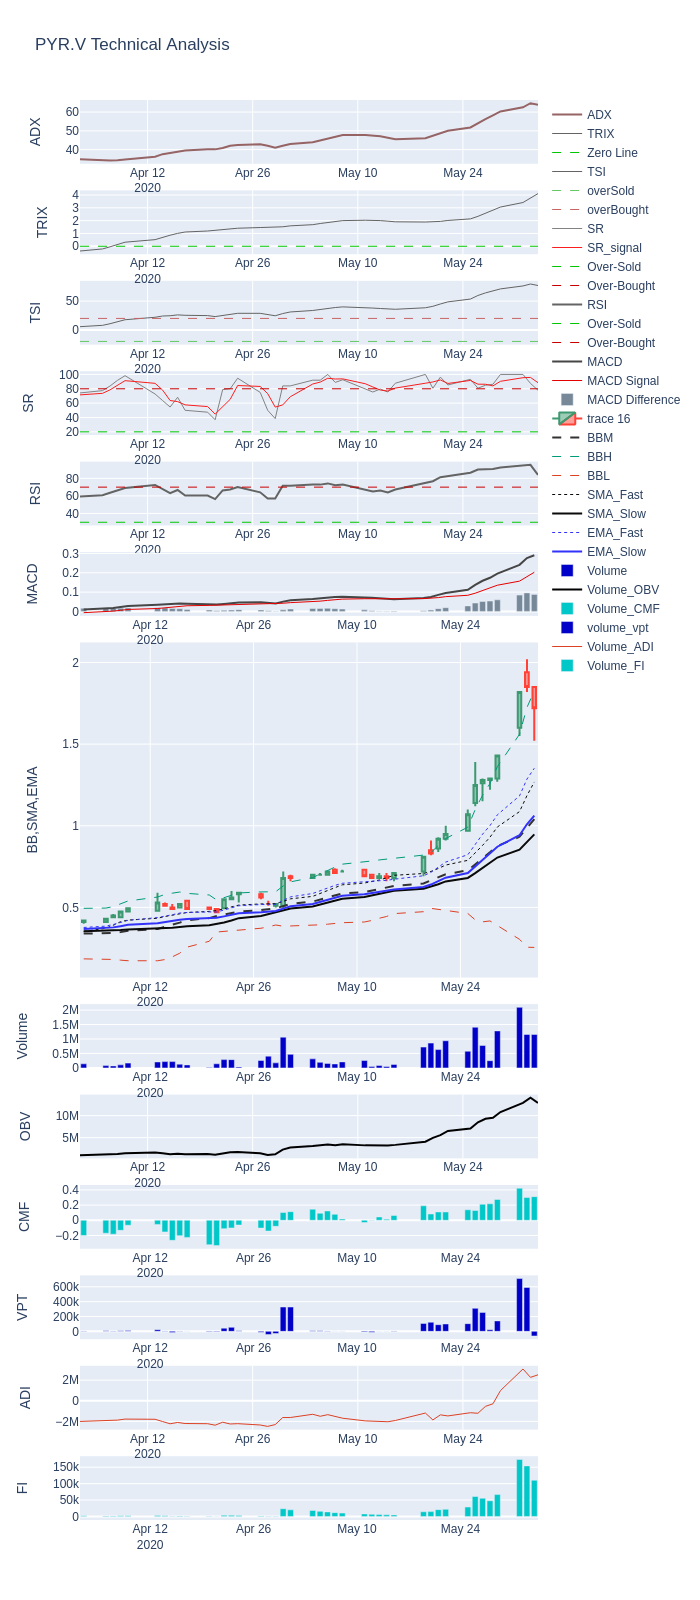 PYR.V Technical Analysis
ADX
60
50
40
Apr 12
2020
Apr 26
May 10
May 24
TRIX
4
3
2
1
0
Apr 12
2020
Apr 26
May 10
May 24
TSI
50
0
Apr 12
2020
Apr 26
May 10
May 24
SR
100
80
60
40
20
Apr 12
2020
Apr 26
May 10
May 24
RSI
80
60
40
Apr 12
2020
Apr 26
May 10
May 24
MACD
0.3
0.2
0.1
0
Apr 12
2020
Apr 26
May 10
May 24
BB,SMA,EMA
2
1.5
1
0.5
Apr 12
2020
Apr 26
May 10
May 24
Volume
2M
1.5M
1M
0.5M
0
Apr 12
2020
Apr 26
May 10
May 24
OBV
10M
5M
Apr 12
2020
Apr 26
May 10
May 24
CMF
0.4
0.2
0
−0.2
Apr 12
2020
Apr 26
May 10
May 24
VPT
600k
400k
200k
0
Apr 12
2020
Apr 26
May 10
May 24
ADI
2M
0
−2M
Apr 12
2020
Apr 26
May 10
May 24
FI
150k
100k
50k
0
Apr 12
2020
Apr 26
May 10
May 24
ADX
TRIX
Zero Line
TSI
overSold
overBought
SR
SR_signal
Over-Sold
Over-Bought
RSI
Over-Sold
Over-Bought
MACD
MACD Signal
MACD Difference
trace 16
BBM
BBH
BBL
SMA_Fast
SMA_Slow
EMA_Fast
EMA_Slow
Volume
Volume_OBV
Volume_CMF
volume_vpt
Volume_ADI
Volume_FI